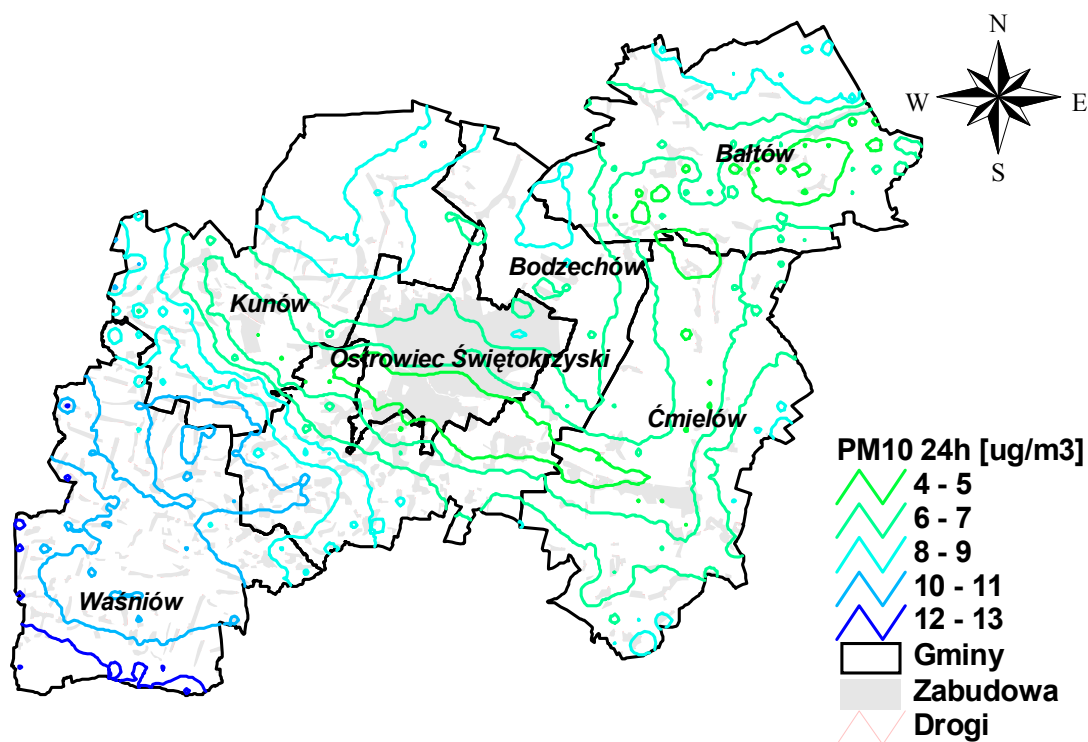 N
W E
S
Bałtów
Bodzechów
Kunów
Ostrowiec Świętokrzyski
Ćmielów
Waśniów
PM10 24h [ug/m3]
4 - 5
6 - 7
8 - 9
10 - 11
12 - 13
Gminy
Zabudowa
Drogi